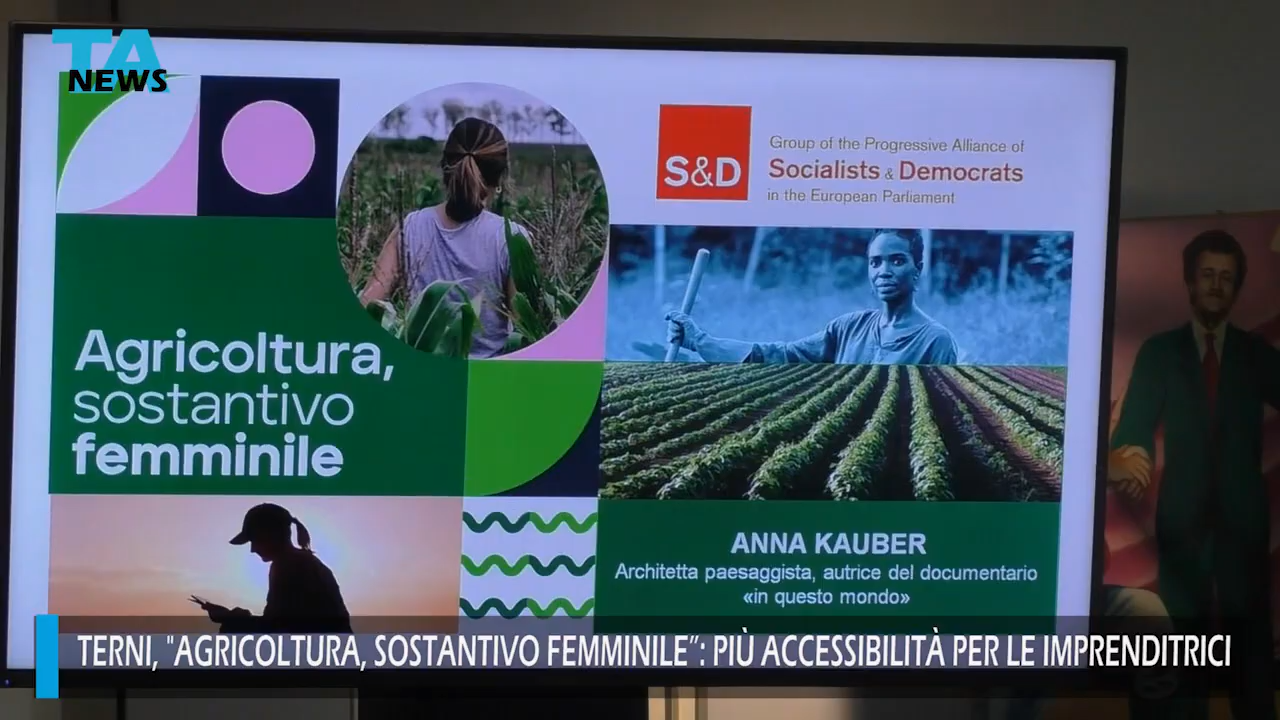 TA
NEWS
S&D
Group of the Progressive Alliance of
Socialists & Democrats
in the European Parliament
Agricoltura,
sostantivo
femminile
ANNA KAUBER
Architetta paesaggista, autrice del documentario
«in questo mondo»
TERNI, "AGRICOLTURA, SOSTANTIVO FEMMINILE”: PIÙ ACCESSIBILITÀ PER LE IMPRENDITRICI